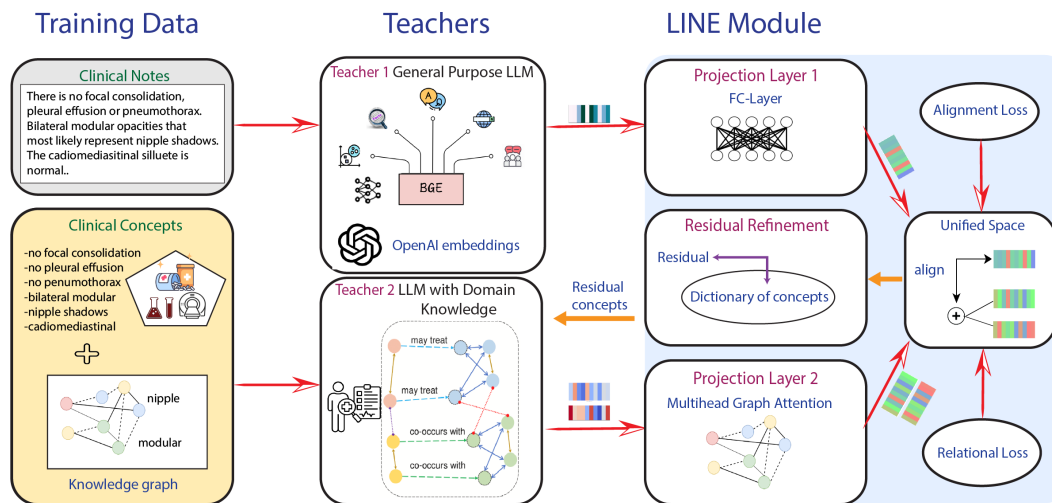 Training Data
Teachers
LINE Module
Clinical Notes
There is no focal consolidation,
pleural effusion or pneumothorax.
Bilateral modular opacities that
most likely represent nipple shadows.
The cadiomediasitinal silluete is
normal..
Clinical Concepts
-no focal consolidation
-no pleural effusion
-no penumothorax
-bilateral modular
-nipple shadows
-cadiomediastinal
nipple
modular
Knowledge graph
Teacher 1 General Purpose LLM
A
BGE
OpenAI embeddings
Teacher 2 LLM with Domain
Knowledge
may treat
may treat
co-occurs with
co-occurs with
Residual
concepts
Projection Layer 1
FC-Layer
Residual Refinement
Residual
Dictionary of concepts
Projection Layer 2
Multihead Graph Attention
Alignment Loss
Unified Space
align
Relational Loss